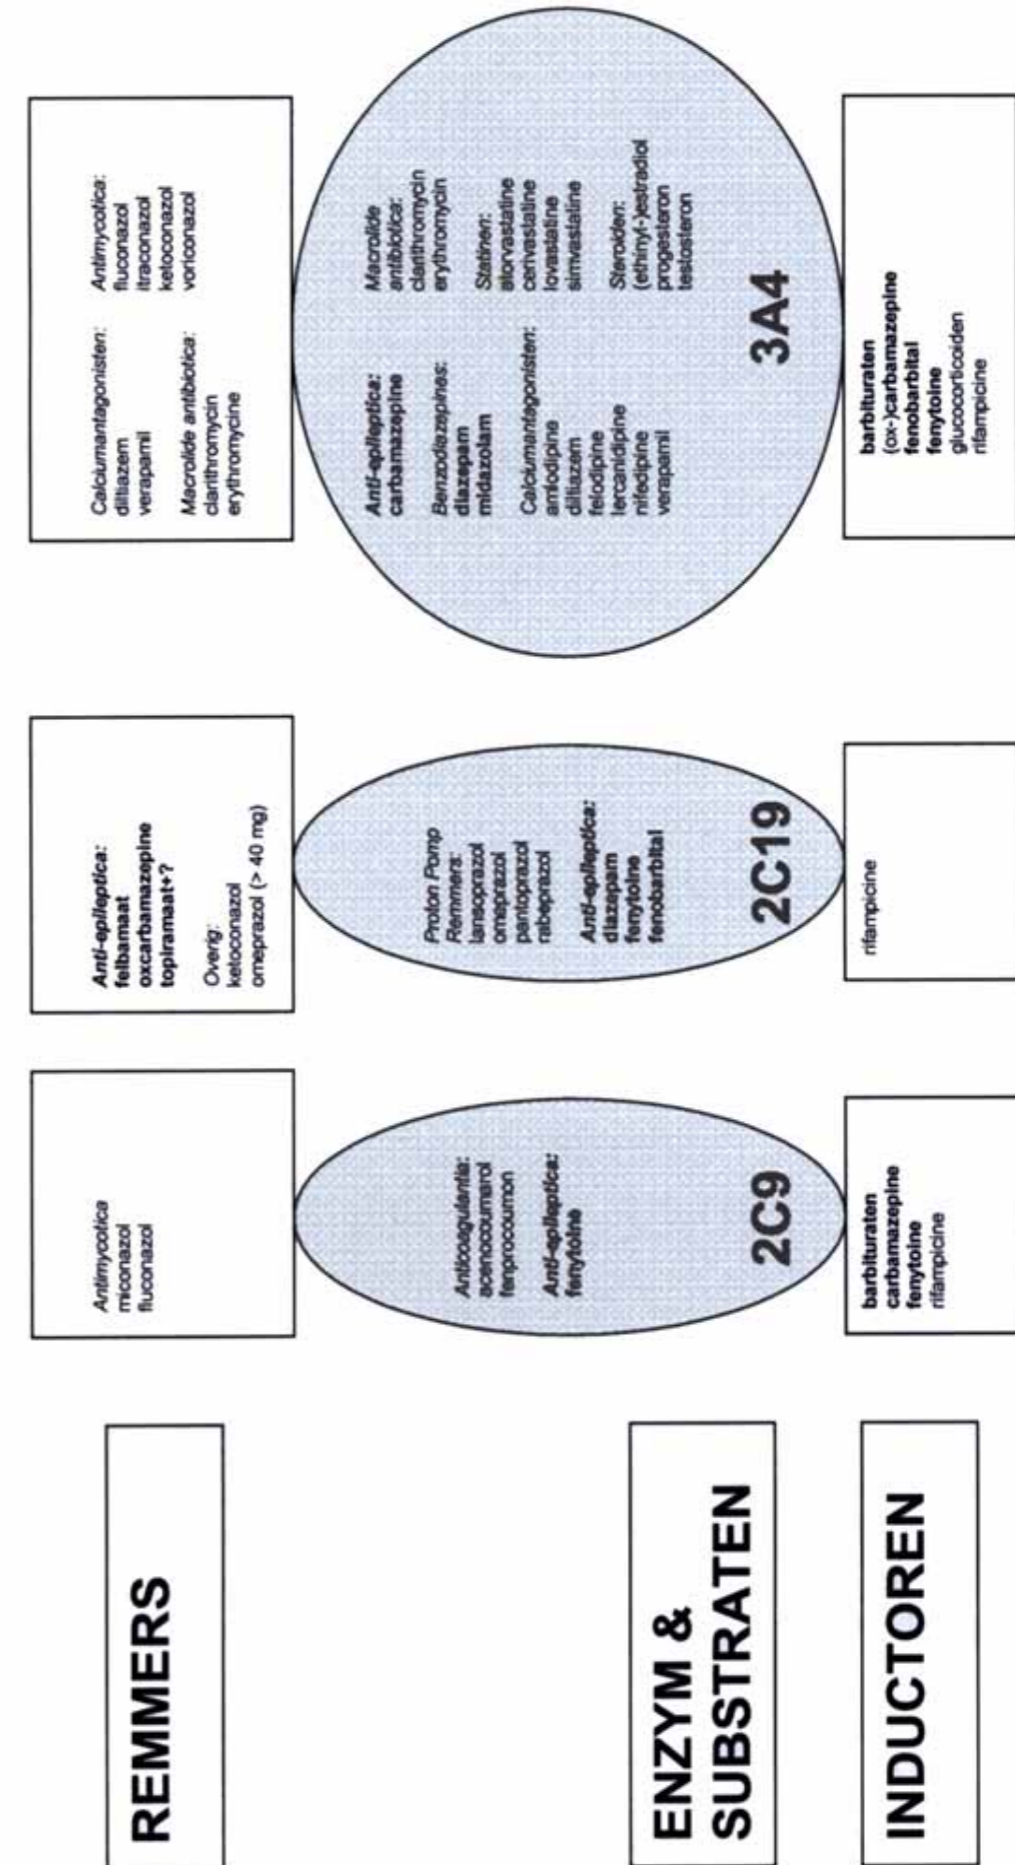 REMMERS
Antimycotica
miconazol
fluconazol
Anti-epileptica:
felbamaat
oxcarbamazepine
topiramaat+?
Overig:
ketoconazol
omeprazol (> 40 mg)
Calciumantagonisten:
diltiazem
verapamil
Macrolide antibiotica:
clarithromycin
erythromycine
Antimycotica:
fluconazol
itraconazol
ketoconazol
voriconazol
ENZYM &
SUBSTRATEN
Anticoagulantia:
acenocoumarol
fenprocoumon
Anti-epileptica:
fenytoïne
2C9
Proton Pomp
Remmers:
lansoprazol
omeprazol
pantoprazol
rabeprazol
Anti-epileptica:
diazepam
fenytoïne
fenobarbital
2C19
Anti-epileptica:
carbamazepine
Benzodiazepines:
diazepam
midazolam
Calciumantagonisten:
amlodipine
diltiazem
felodipine
lercanidipine
nifedipine
verapamil
Macrolide
antibiotica:
clarithromycin
erythromycin
Statinen:
atorvastatine
cerivastatine
lovastatine
simvastatine
Steroïden:
(ethinyl-)estradiol
progesteron
testosteron
3A4
INDUCTOREN
barbituraten
carbamazepine
fenytoïne
rifampicine
rifampicine
barbituraten
(ox-)carbamazepine
fenobarbital
fenytoïne
glucocorticoïden
rifampicine